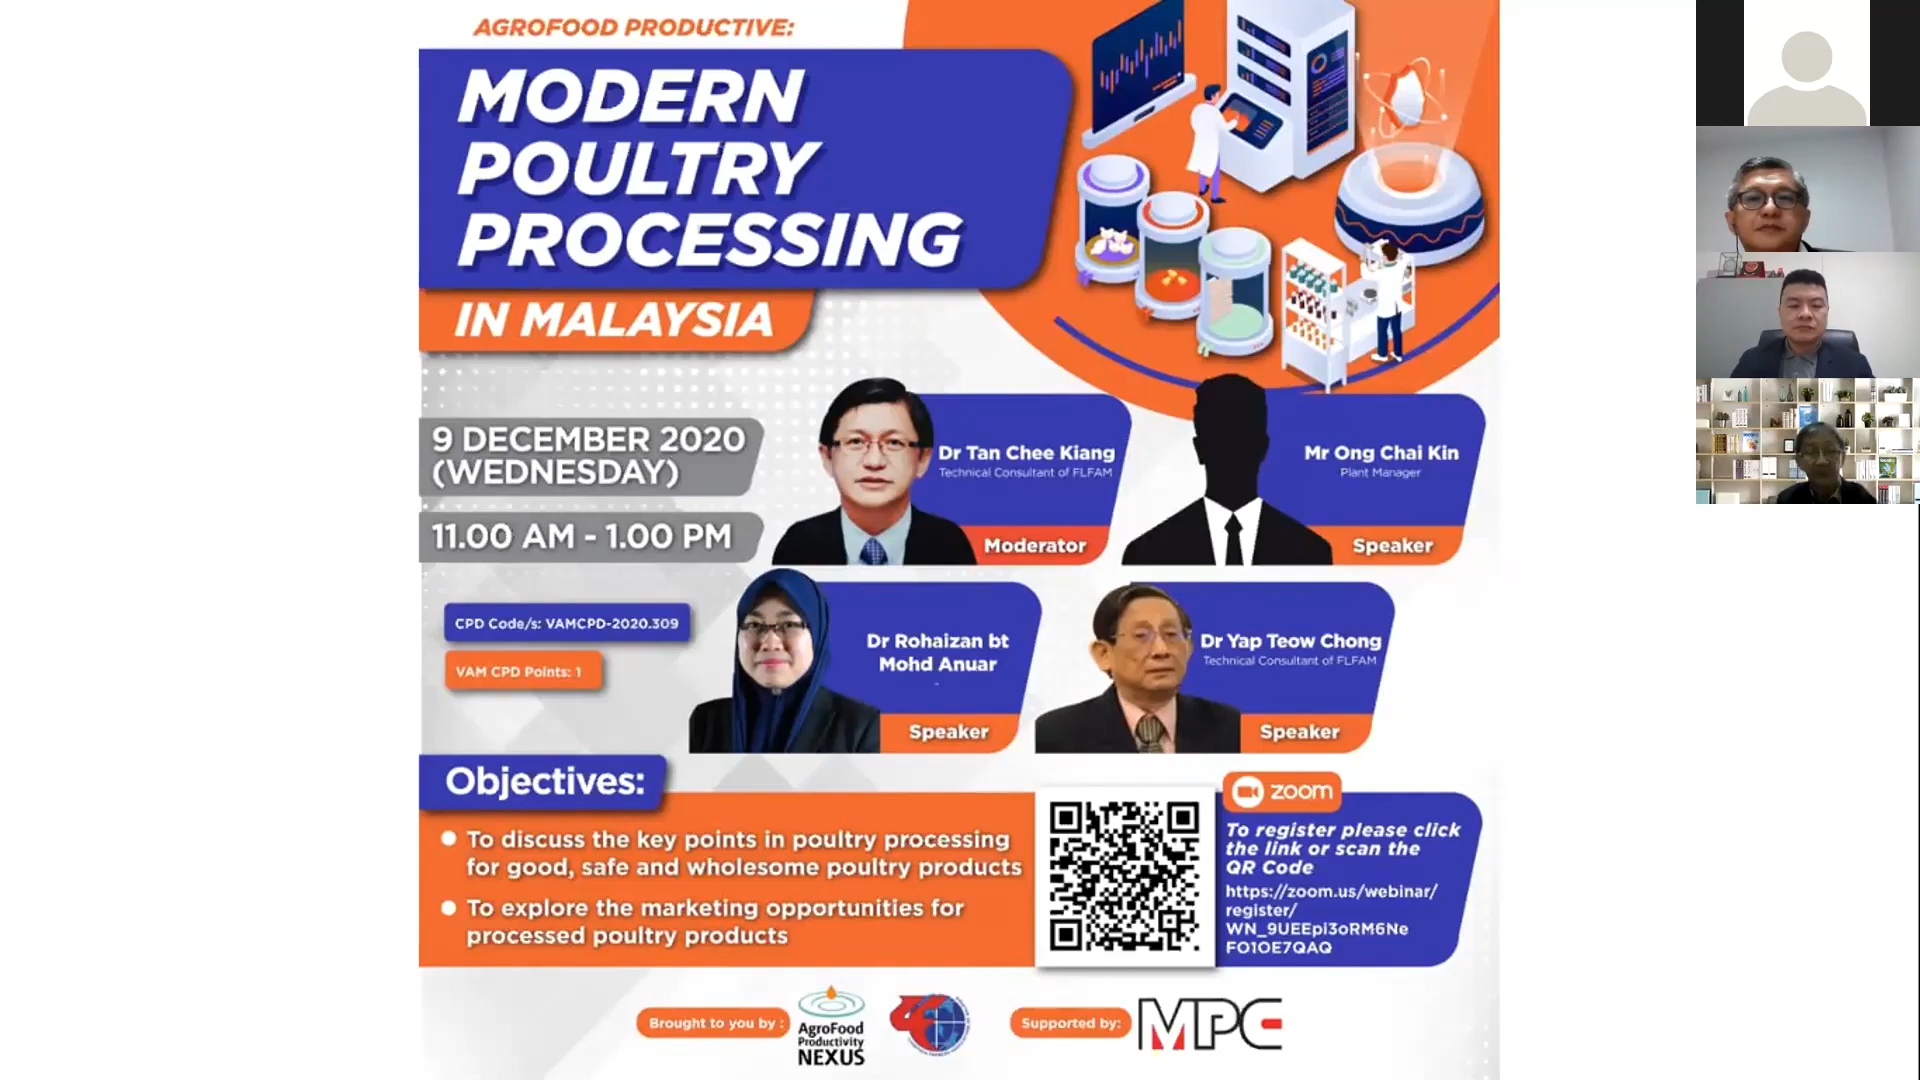 AGROFOOD PRODUCTIVE:
MODERN
POULTRY
PROCESSING
IN MALAYSIA
9 DECEMBER 2020
(WEDNESDAY)
11.00 AM - 1.00 PM
Dr Tan Chee Kiang
Technical Consultant of FLFAM
Moderator
Mr Ong Chai Kin
Plant Manager
Speaker
CPD Code/s: VAMCPD-2020.309
VAM CPD Points: 1
Dr Rohaizan bt
Mohd Anuar
-
Speaker
Dr Yap Teow Chong
Technical Consultant of FLFAM
Speaker
Objectives:
To discuss the key points in poultry processing
for good, safe and wholesome poultry products
To explore the marketing opportunities for
processed poultry products
zoom
To register please click
the link or scan the
QR Code
https://zoom.us/webinar/
register/
WN_9UEEpi3oRM6Ne
FO1OE7QAQ
Brought to you by :
AgroFood
Productivity
NEXUS
Supported by:
MPC